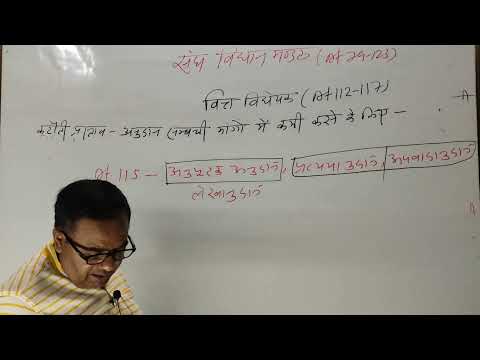 संघ विधान मण्डल (Art 79-123)
वित्त विधेयक (Art 112-117)
कटौती प्रस्ताव - अनुदान सम्बन्धी मांगो में कमी करने के लिए -
A
Art 115 - अनुपूरक अनुदान, प्रत्यया नुदान, अपवादानुदान
लेखानुदान